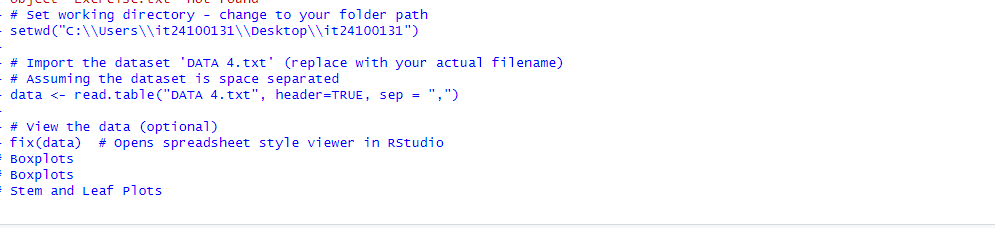 object 'Exercise.txt' not found
# Set working directory - change to your folder path
setwd("C:\\Users\\it24100131\\Desktop\\it24100131")
# Import the dataset 'DATA 4.txt' (replace with your actual filename)
# Assuming the dataset is space separated
data <- read.table("DATA 4.txt", header=TRUE, sep = ",")
# View the data (optional)
fix(data)  # Opens spreadsheet style viewer in RStudio
# Boxplots
# Boxplots
# Stem and Leaf Plots